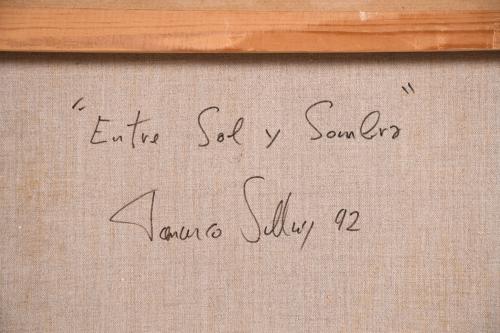 "Entre Sol y Sombra"
92